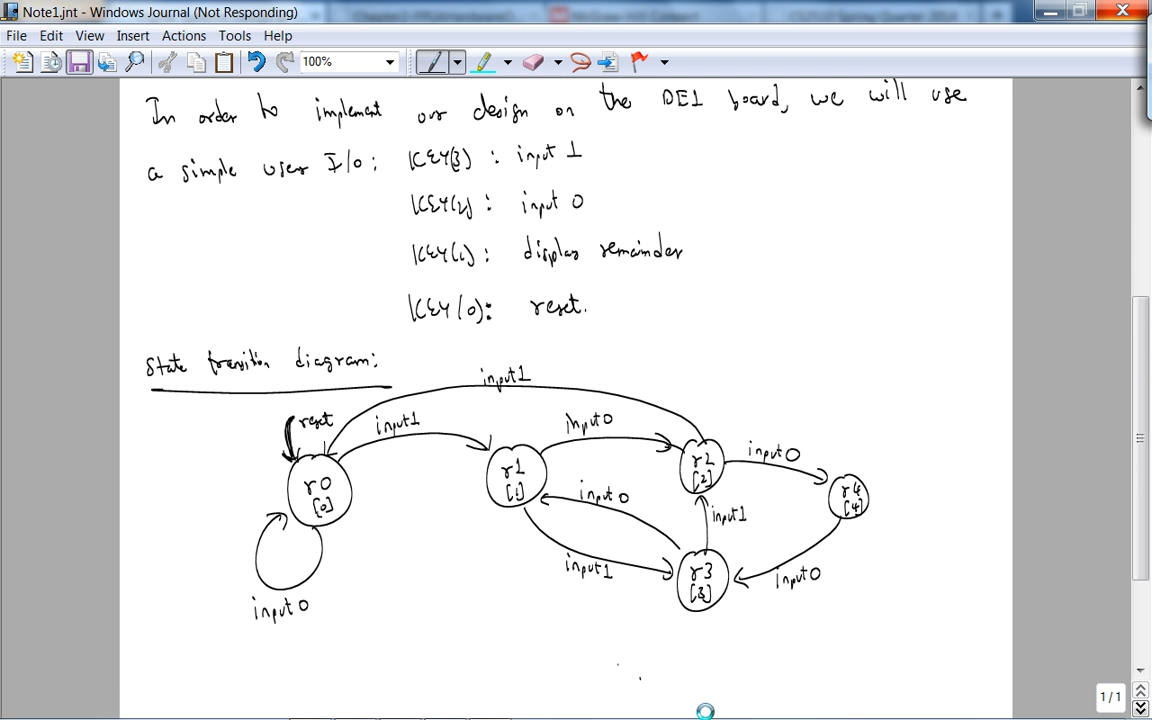 Note1.jnt - Windows Journal (Not Responding)
File Edit View Insert Actions Tools Help
100%
In order to implement our design on the DE1 board, we will use
a simple user I/O: KEY(3) : input 1
KEY(2) : input 0
KEY(1) : display remainder
KEY(0): reset.
State transition diagram:
input1
reset
input1
input0
r0
[0]
r1
[1]
r2
[2]
input0
r4
[4]
input0
input1
input1
r3
[3]
input0
input0
1 / 1